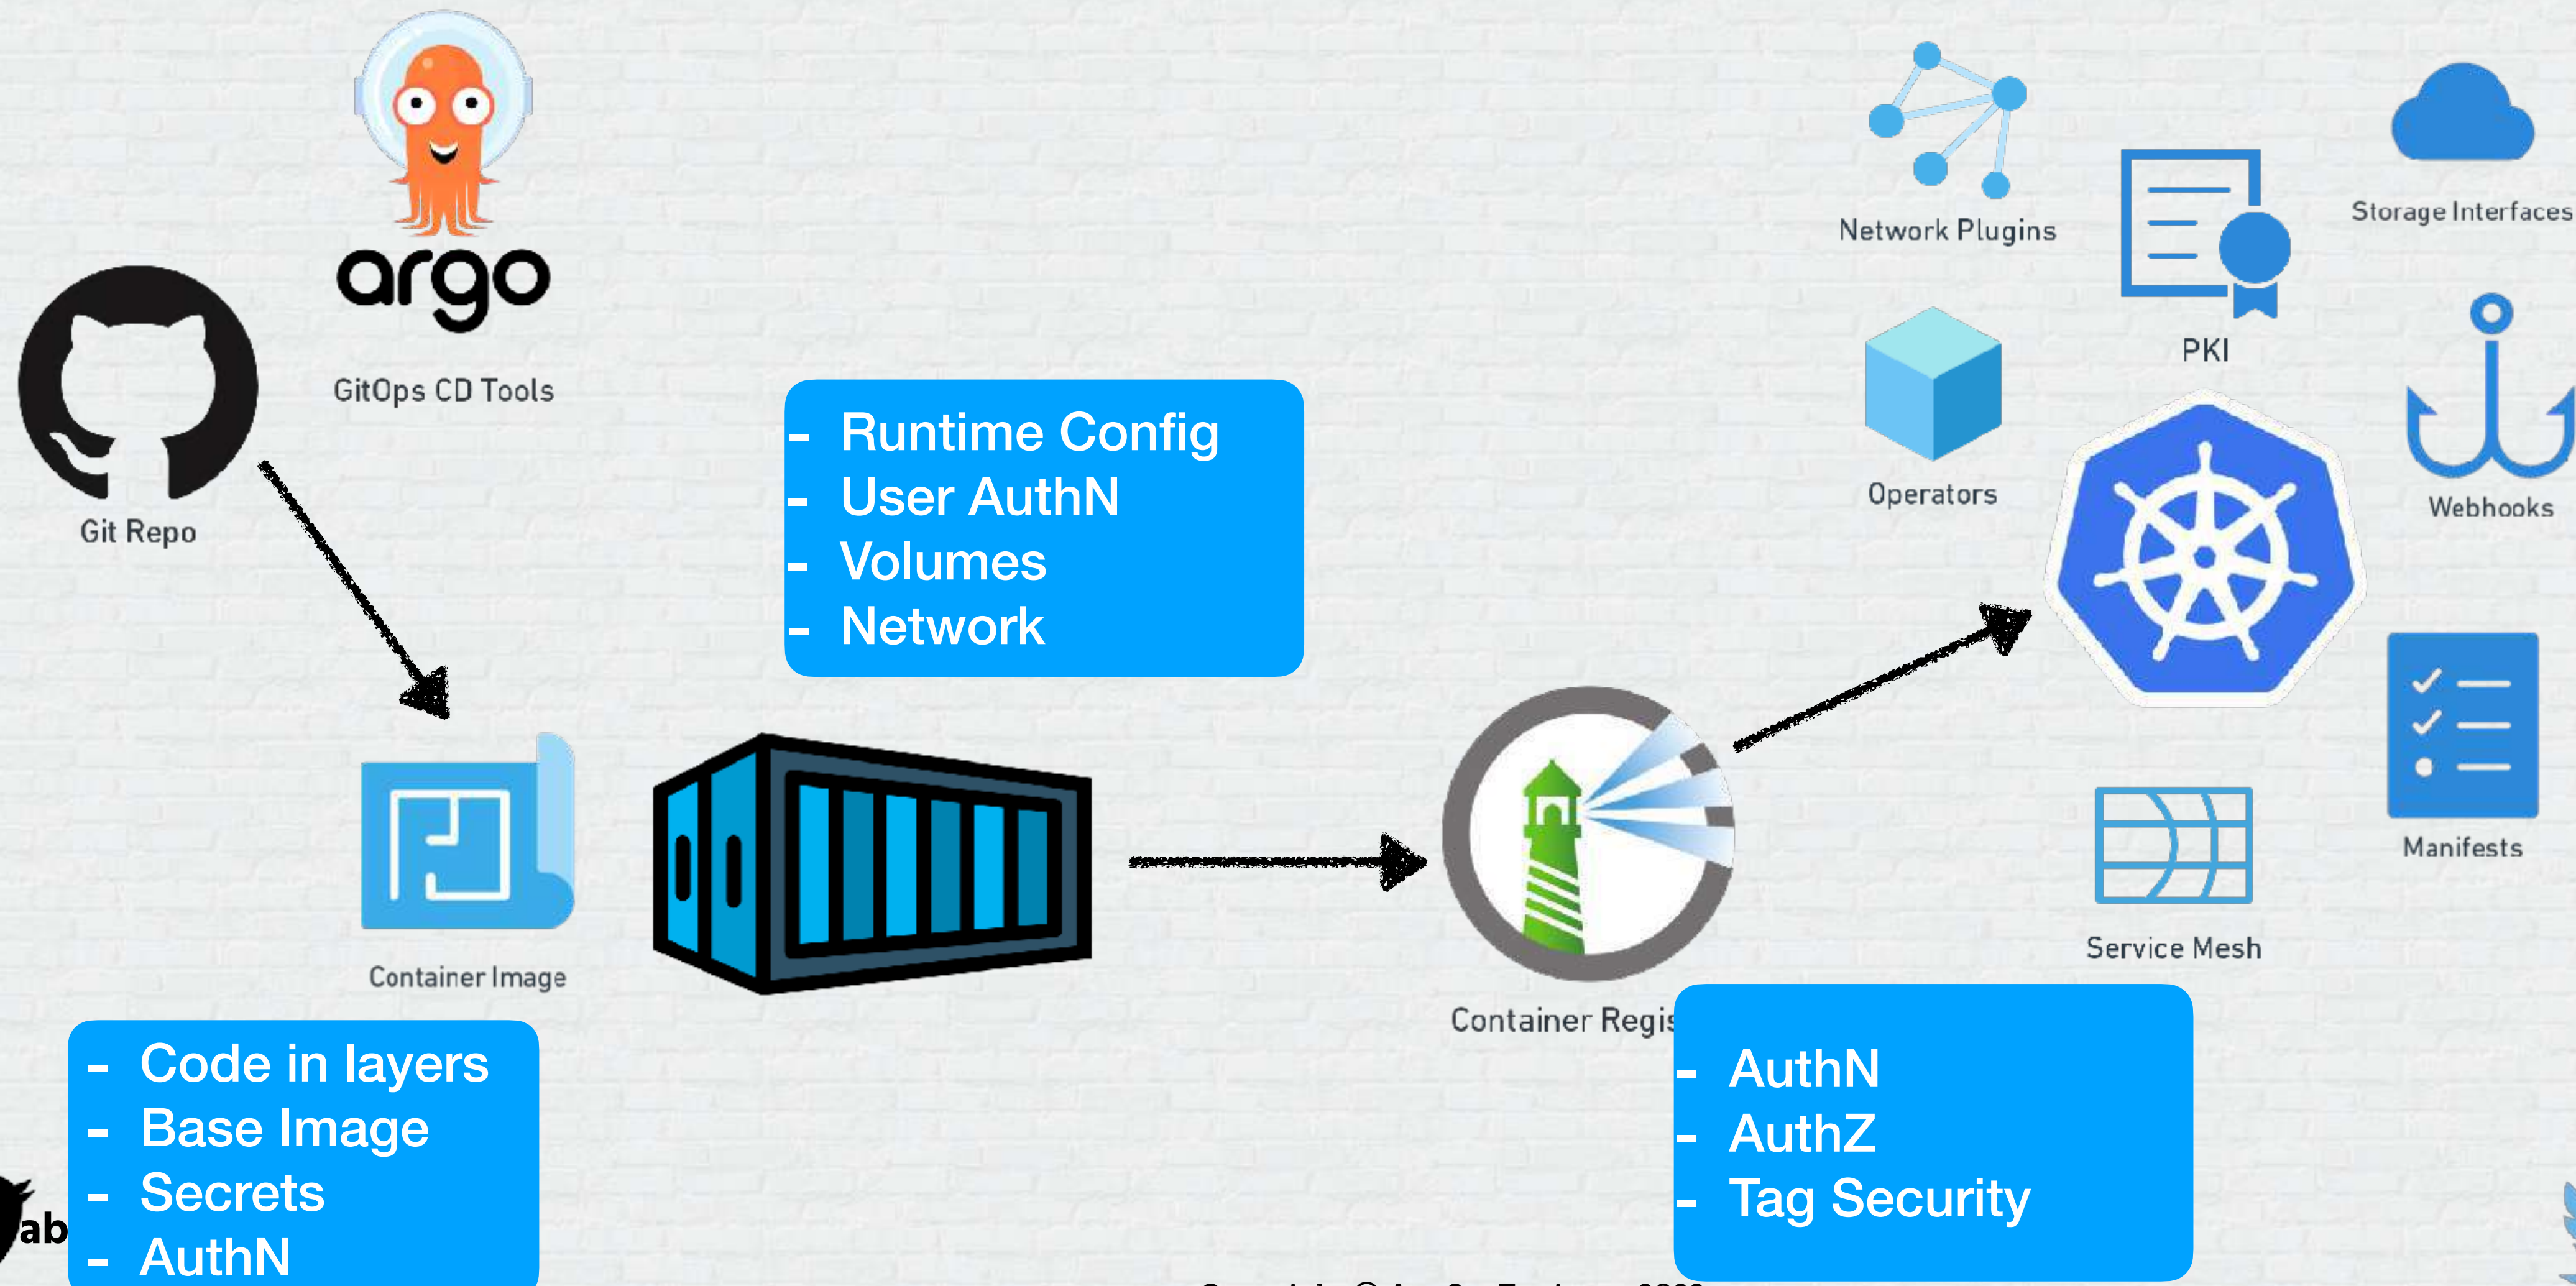 argo
GitOps CD Tools
Git Repo
- Runtime Config
- User AuthN
- Volumes
- Network
Network Plugins
Storage Interfaces
PKI
Operators
Webhooks
Manifests
Service Mesh
Container Image
Container Regis
- Code in layers
- Base Image
- Secrets
- AuthN
- AuthN
- AuthZ
- Tag Security
ab